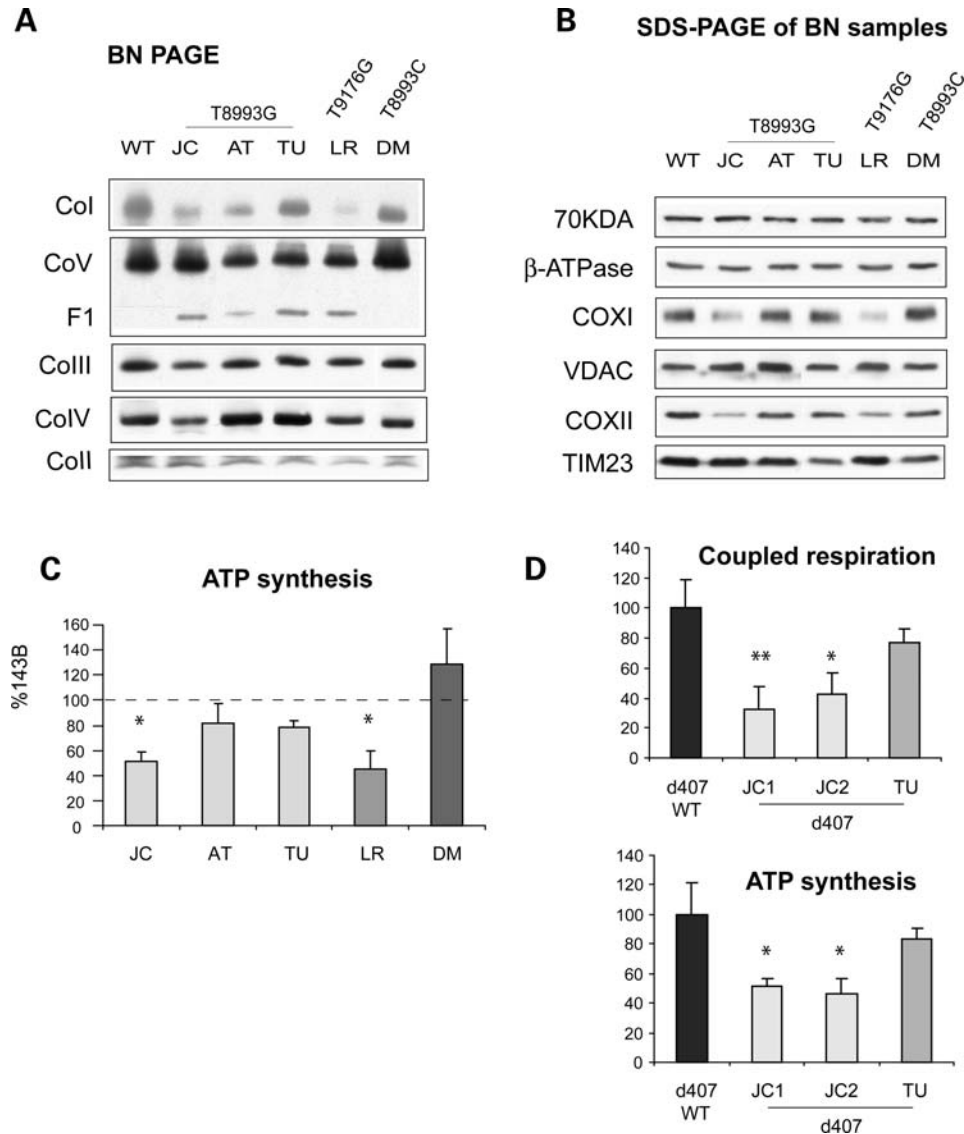 A
BN PAGE
T8993G
T9176G
T8993C
WT JC AT TU LR DM
CoI
CoV
F1
CoIII
CoIV
CoII
B
SDS-PAGE of BN samples
T8993G
T9176G
T8993C
WT JC AT TU LR DM
70KDA
β-ATPase
COXI
VDAC
COXII
TIM23
C
ATP synthesis
%143B
160
140
120
100
80
60
40
20
0
* *
JC AT TU LR DM
D
Coupled respiration
140
120
100
80
60
40
20
0
** *
d407 JC1 JC2 TU
WT
d407
ATP synthesis
140
120
100
80
60
40
20
0
* *
d407 JC1 JC2 TU
WT
d407